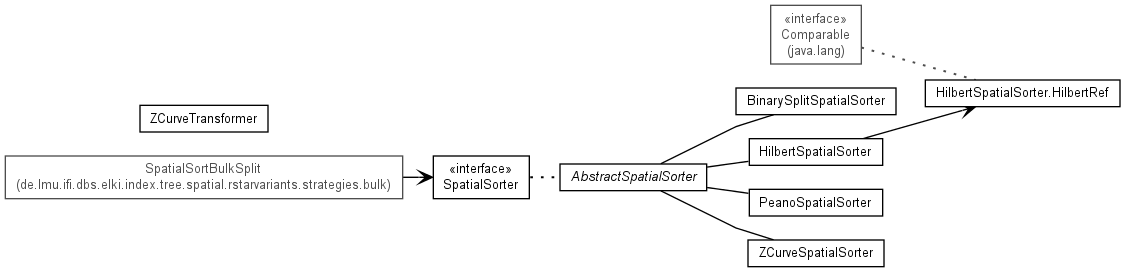 «interface»
Comparable
(java.lang)
HilbertSpatialSorter.HilbertRef
BinarySplitSpatialSorter
ZCurveTransformer
HilbertSpatialSorter
SpatialSortBulkSplit
(de.lmu.ifi.dbs.elki.index.tree.spatial.rstarvariants.strategies.bulk)
«interface»
SpatialSorter
AbstractSpatialSorter
PeanoSpatialSorter
ZCurveSpatialSorter